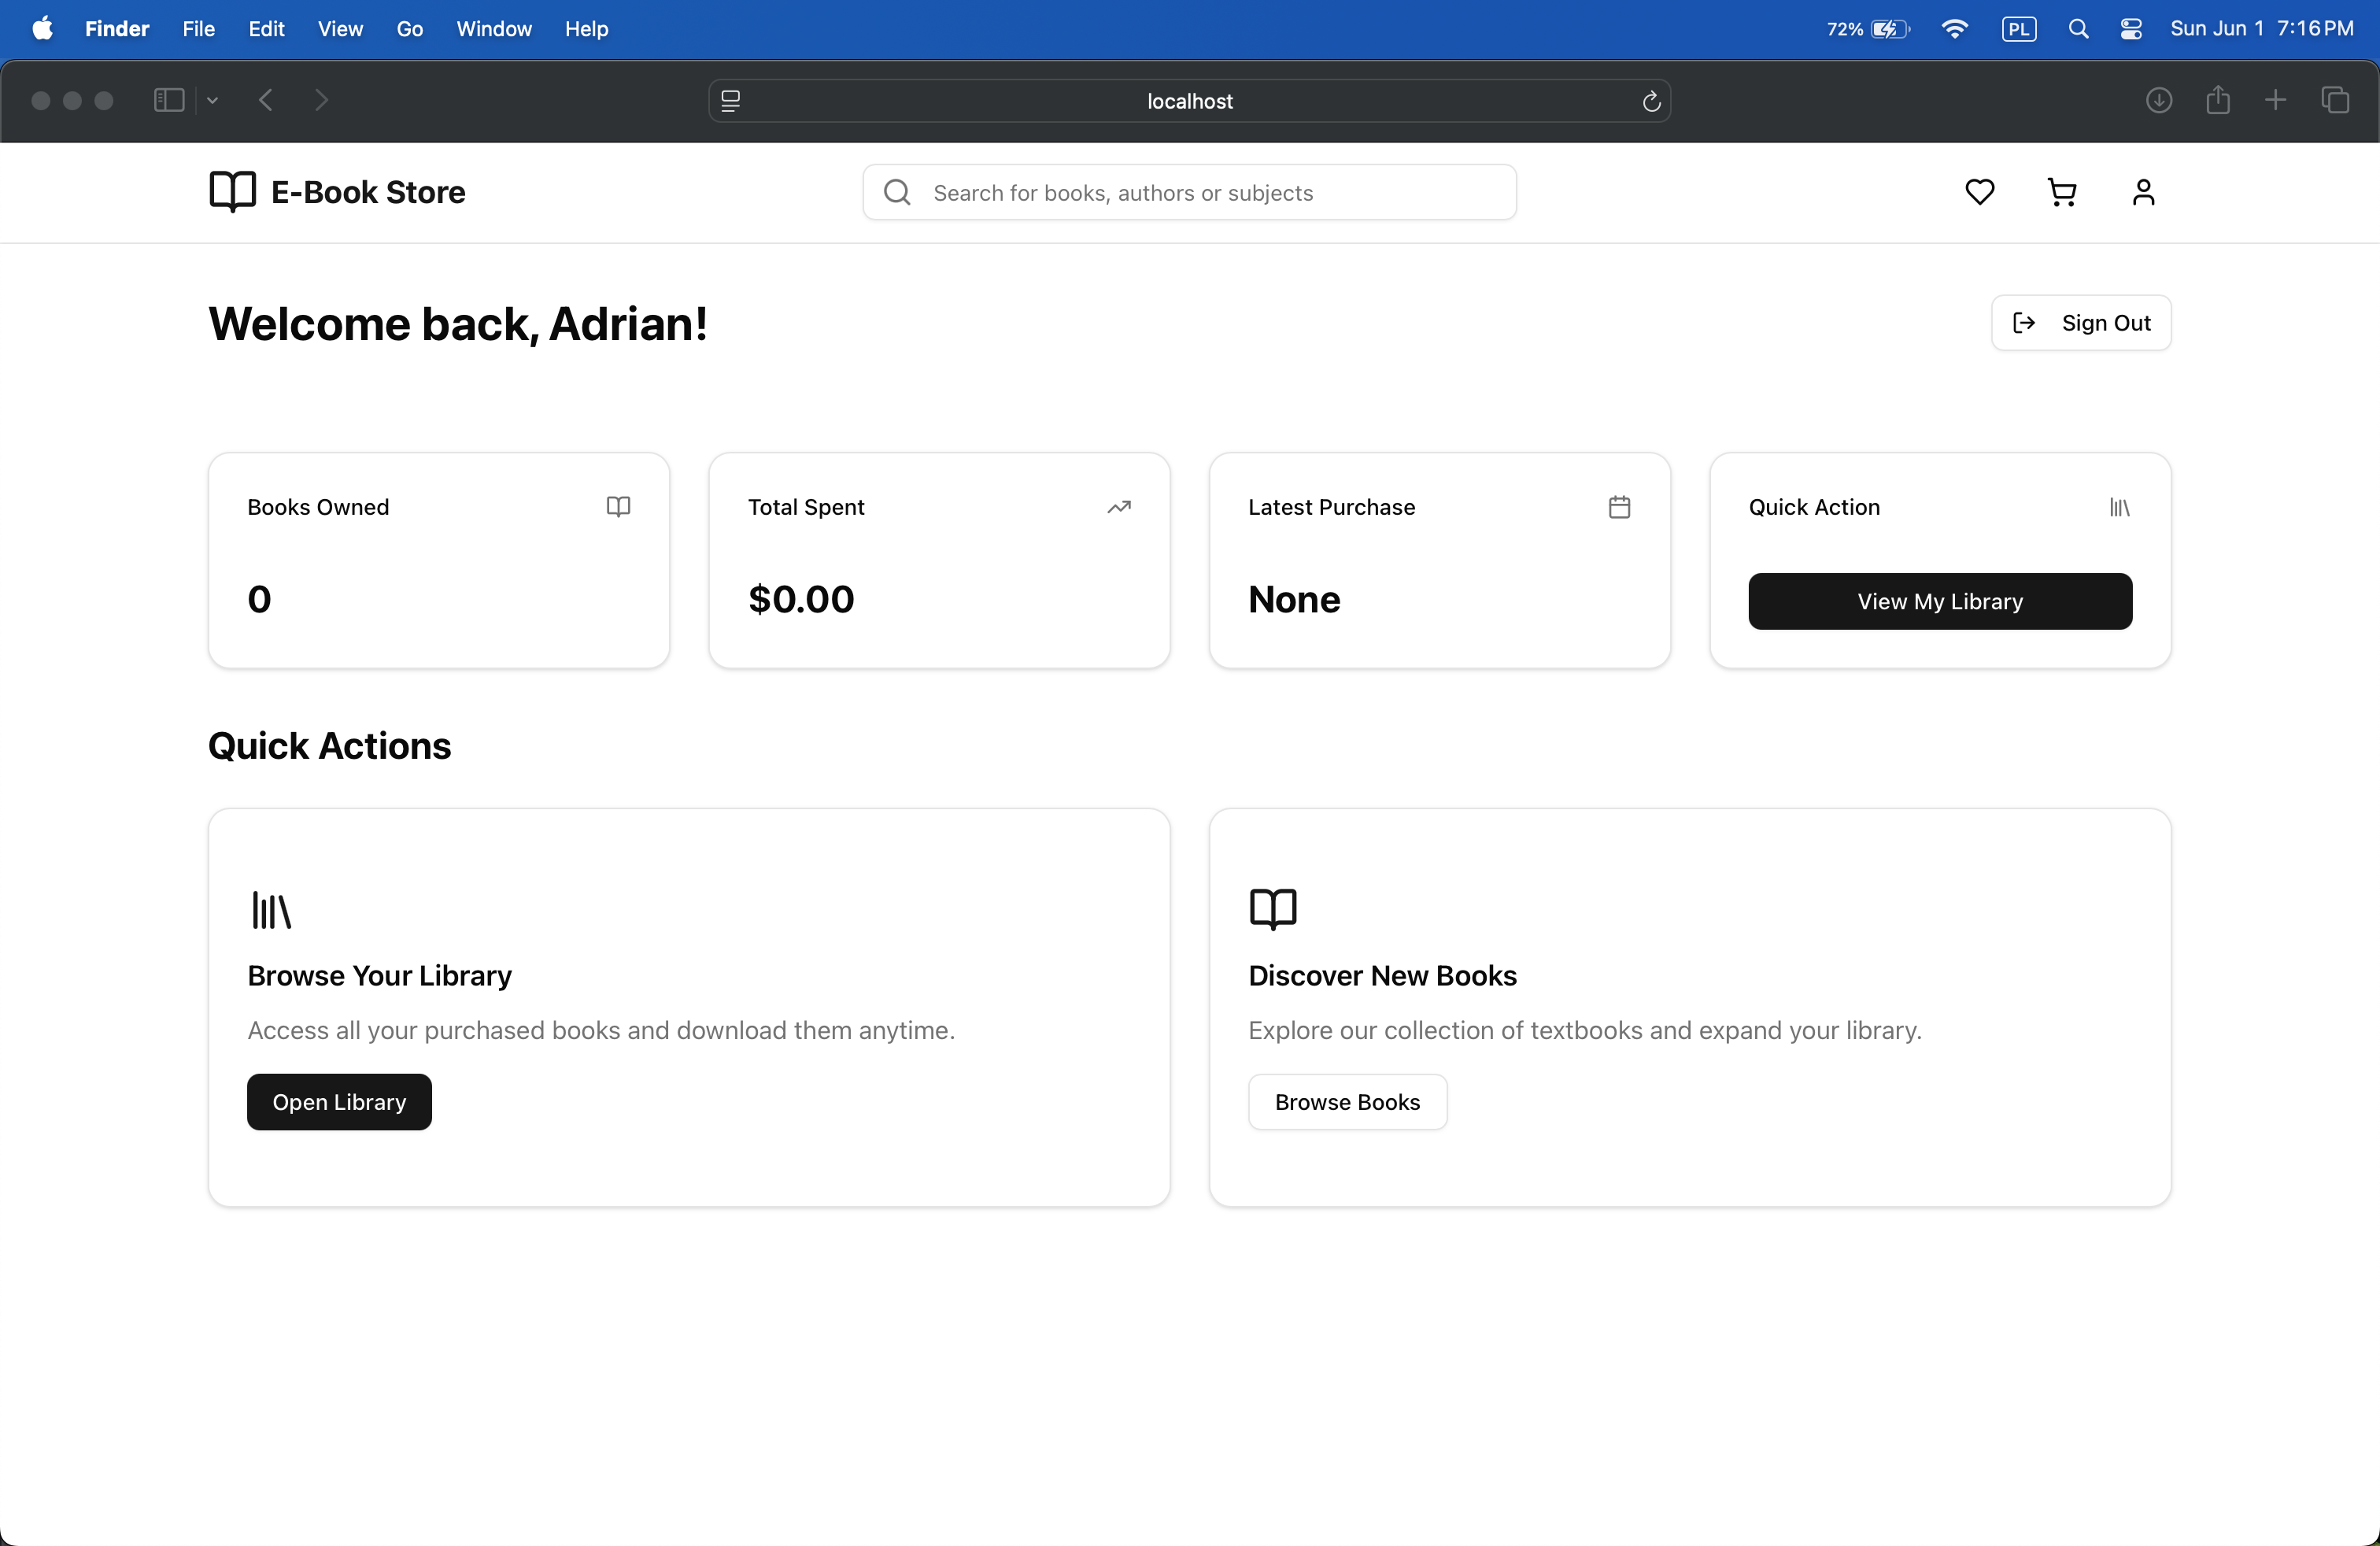 Finder File Edit View Go Window Help 72% PL Sun Jun 1 7:16 PM
localhost
E-Book Store Search for books, authors or subjects
Welcome back, Adrian! Sign Out
Books Owned Total Spent Latest Purchase Quick Action
0 $0.00 None View My Library
Quick Actions
Browse Your Library Discover New Books
Access all your purchased books and download them anytime. Explore our collection of textbooks and expand your library.
Open Library Browse Books